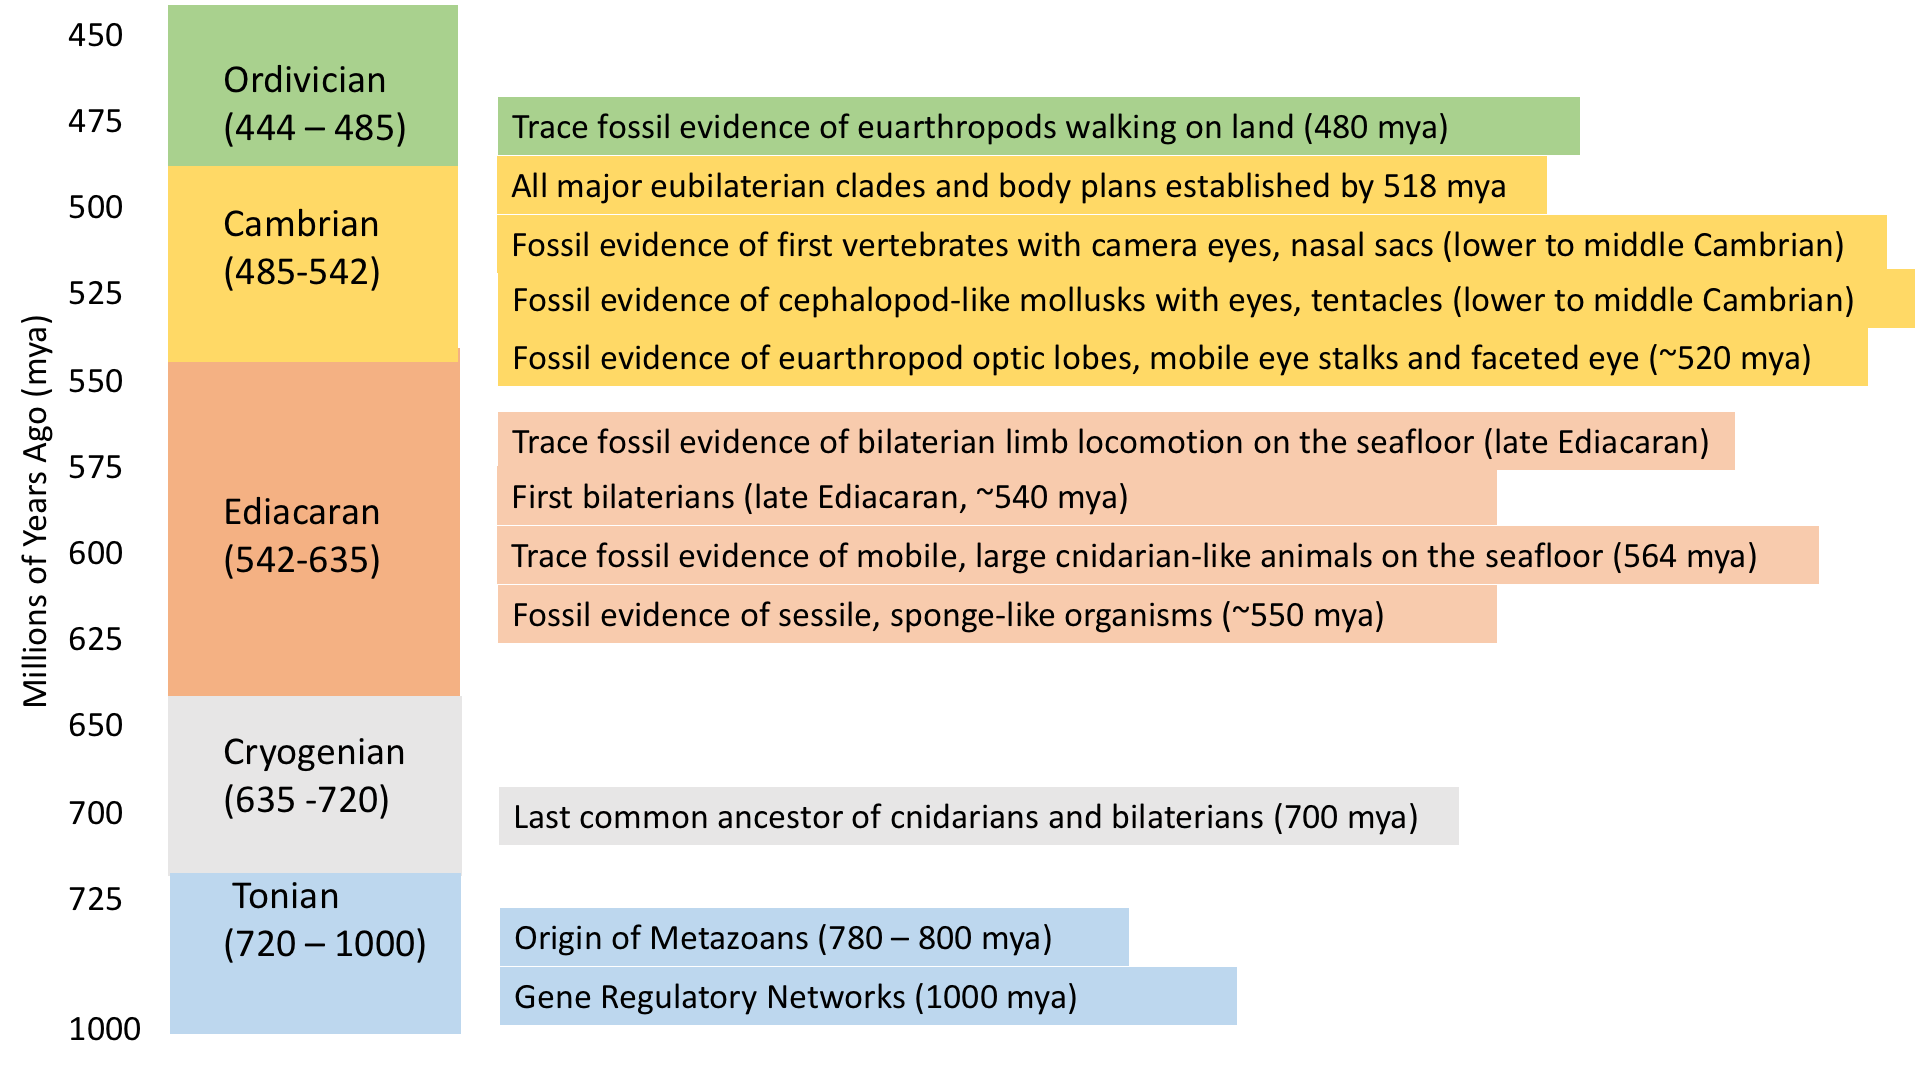 Millions of Years Ago (mya)
450
475
500
525
550
575
600
625
650
700
725
1000
Ordivician
(444 – 485)
Cambrian
(485-542)
Ediacaran
(542-635)
Cryogenian
(635 -720)
Tonian
(720 – 1000)
Trace fossil evidence of euarthropods walking on land (480 mya)
All major eubilaterian clades and body plans established by 518 mya
Fossil evidence of first vertebrates with camera eyes, nasal sacs (lower to middle Cambrian)
Fossil evidence of cephalopod-like mollusks with eyes, tentacles (lower to middle Cambrian)
Fossil evidence of euarthropod optic lobes, mobile eye stalks and faceted eye (~520 mya)
Trace fossil evidence of bilaterian limb locomotion on the seafloor (late Ediacaran)
First bilaterians (late Ediacaran, ~540 mya)
Trace fossil evidence of mobile, large cnidarian-like animals on the seafloor (564 mya)
Fossil evidence of sessile, sponge-like organisms (~550 mya)
Last common ancestor of cnidarians and bilaterians (700 mya)
Origin of Metazoans (780 – 800 mya)
Gene Regulatory Networks (1000 mya)